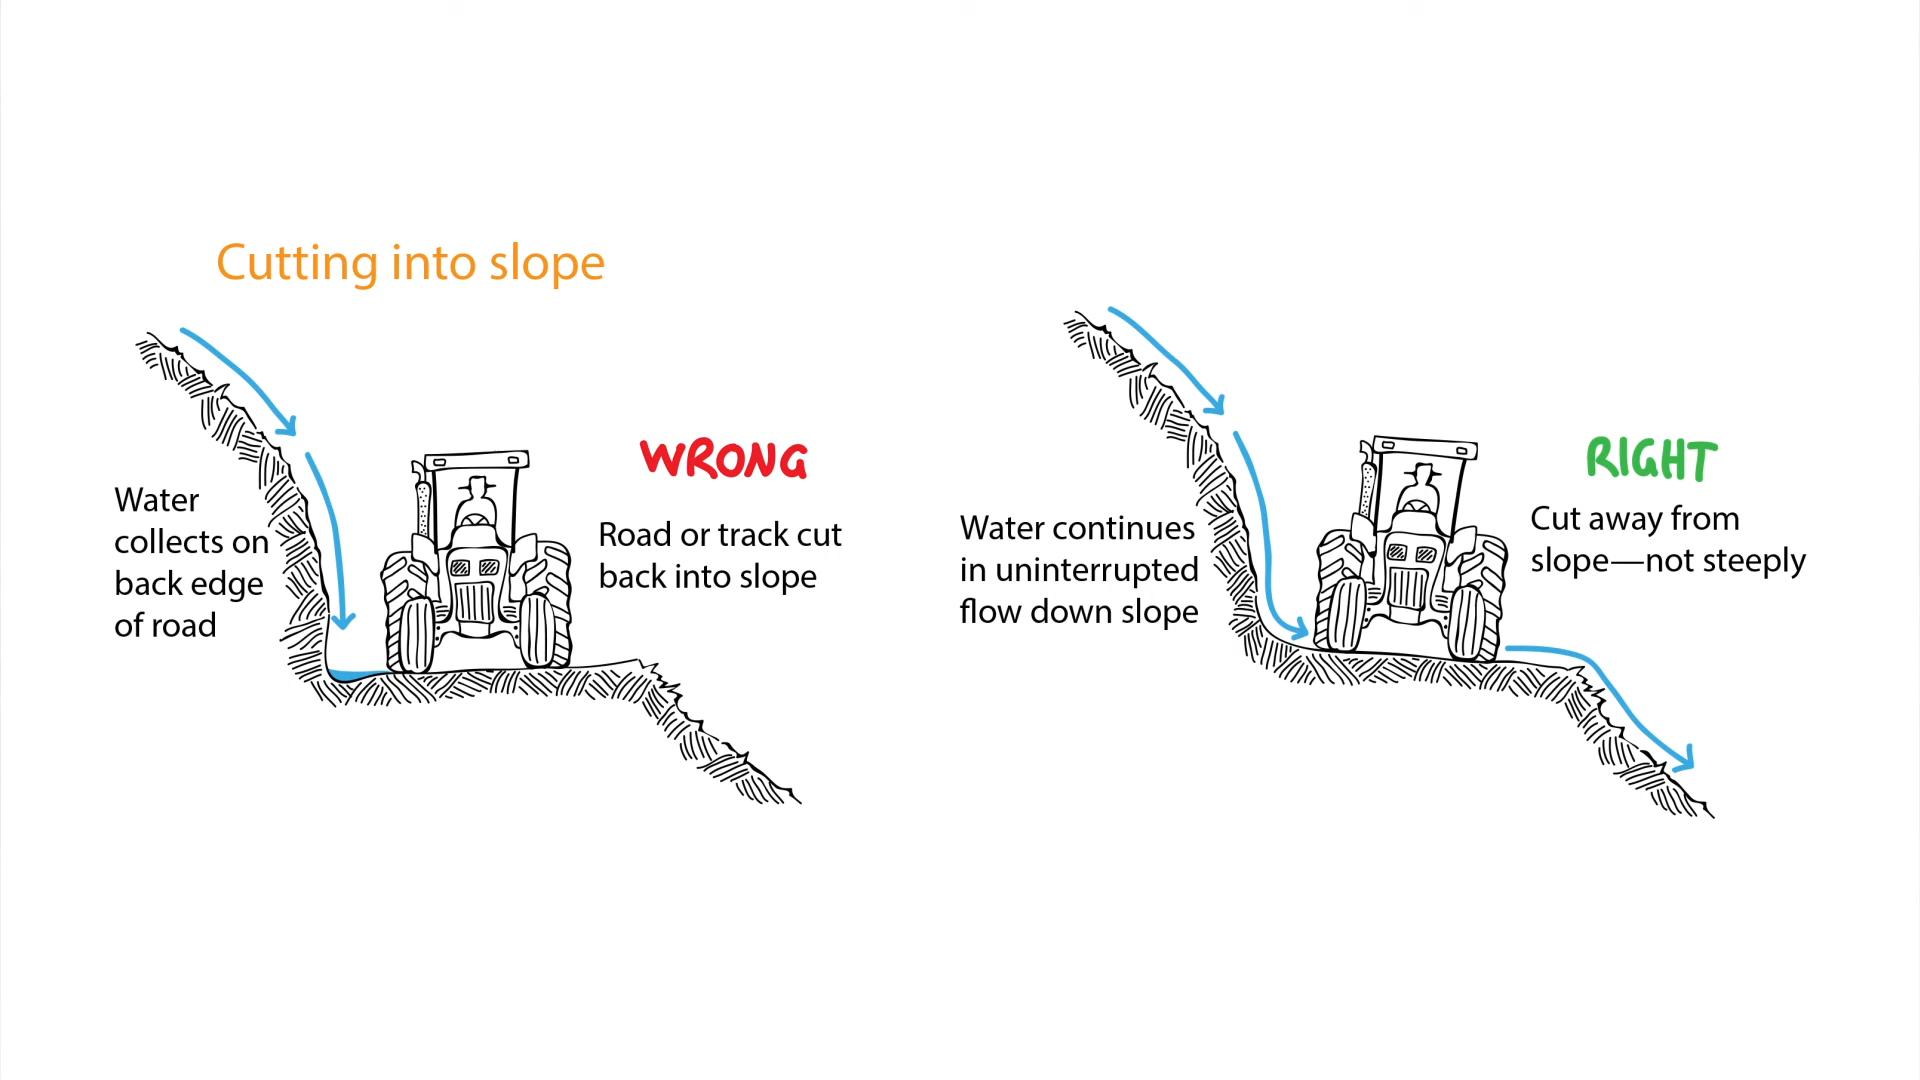 Cutting into slope
WRONG
Water
collects on
back edge
of road
Road or track cut
back into slope
RIGHT
Cut away from
slope—not steeply
Water continues
in uninterrupted
flow down slope